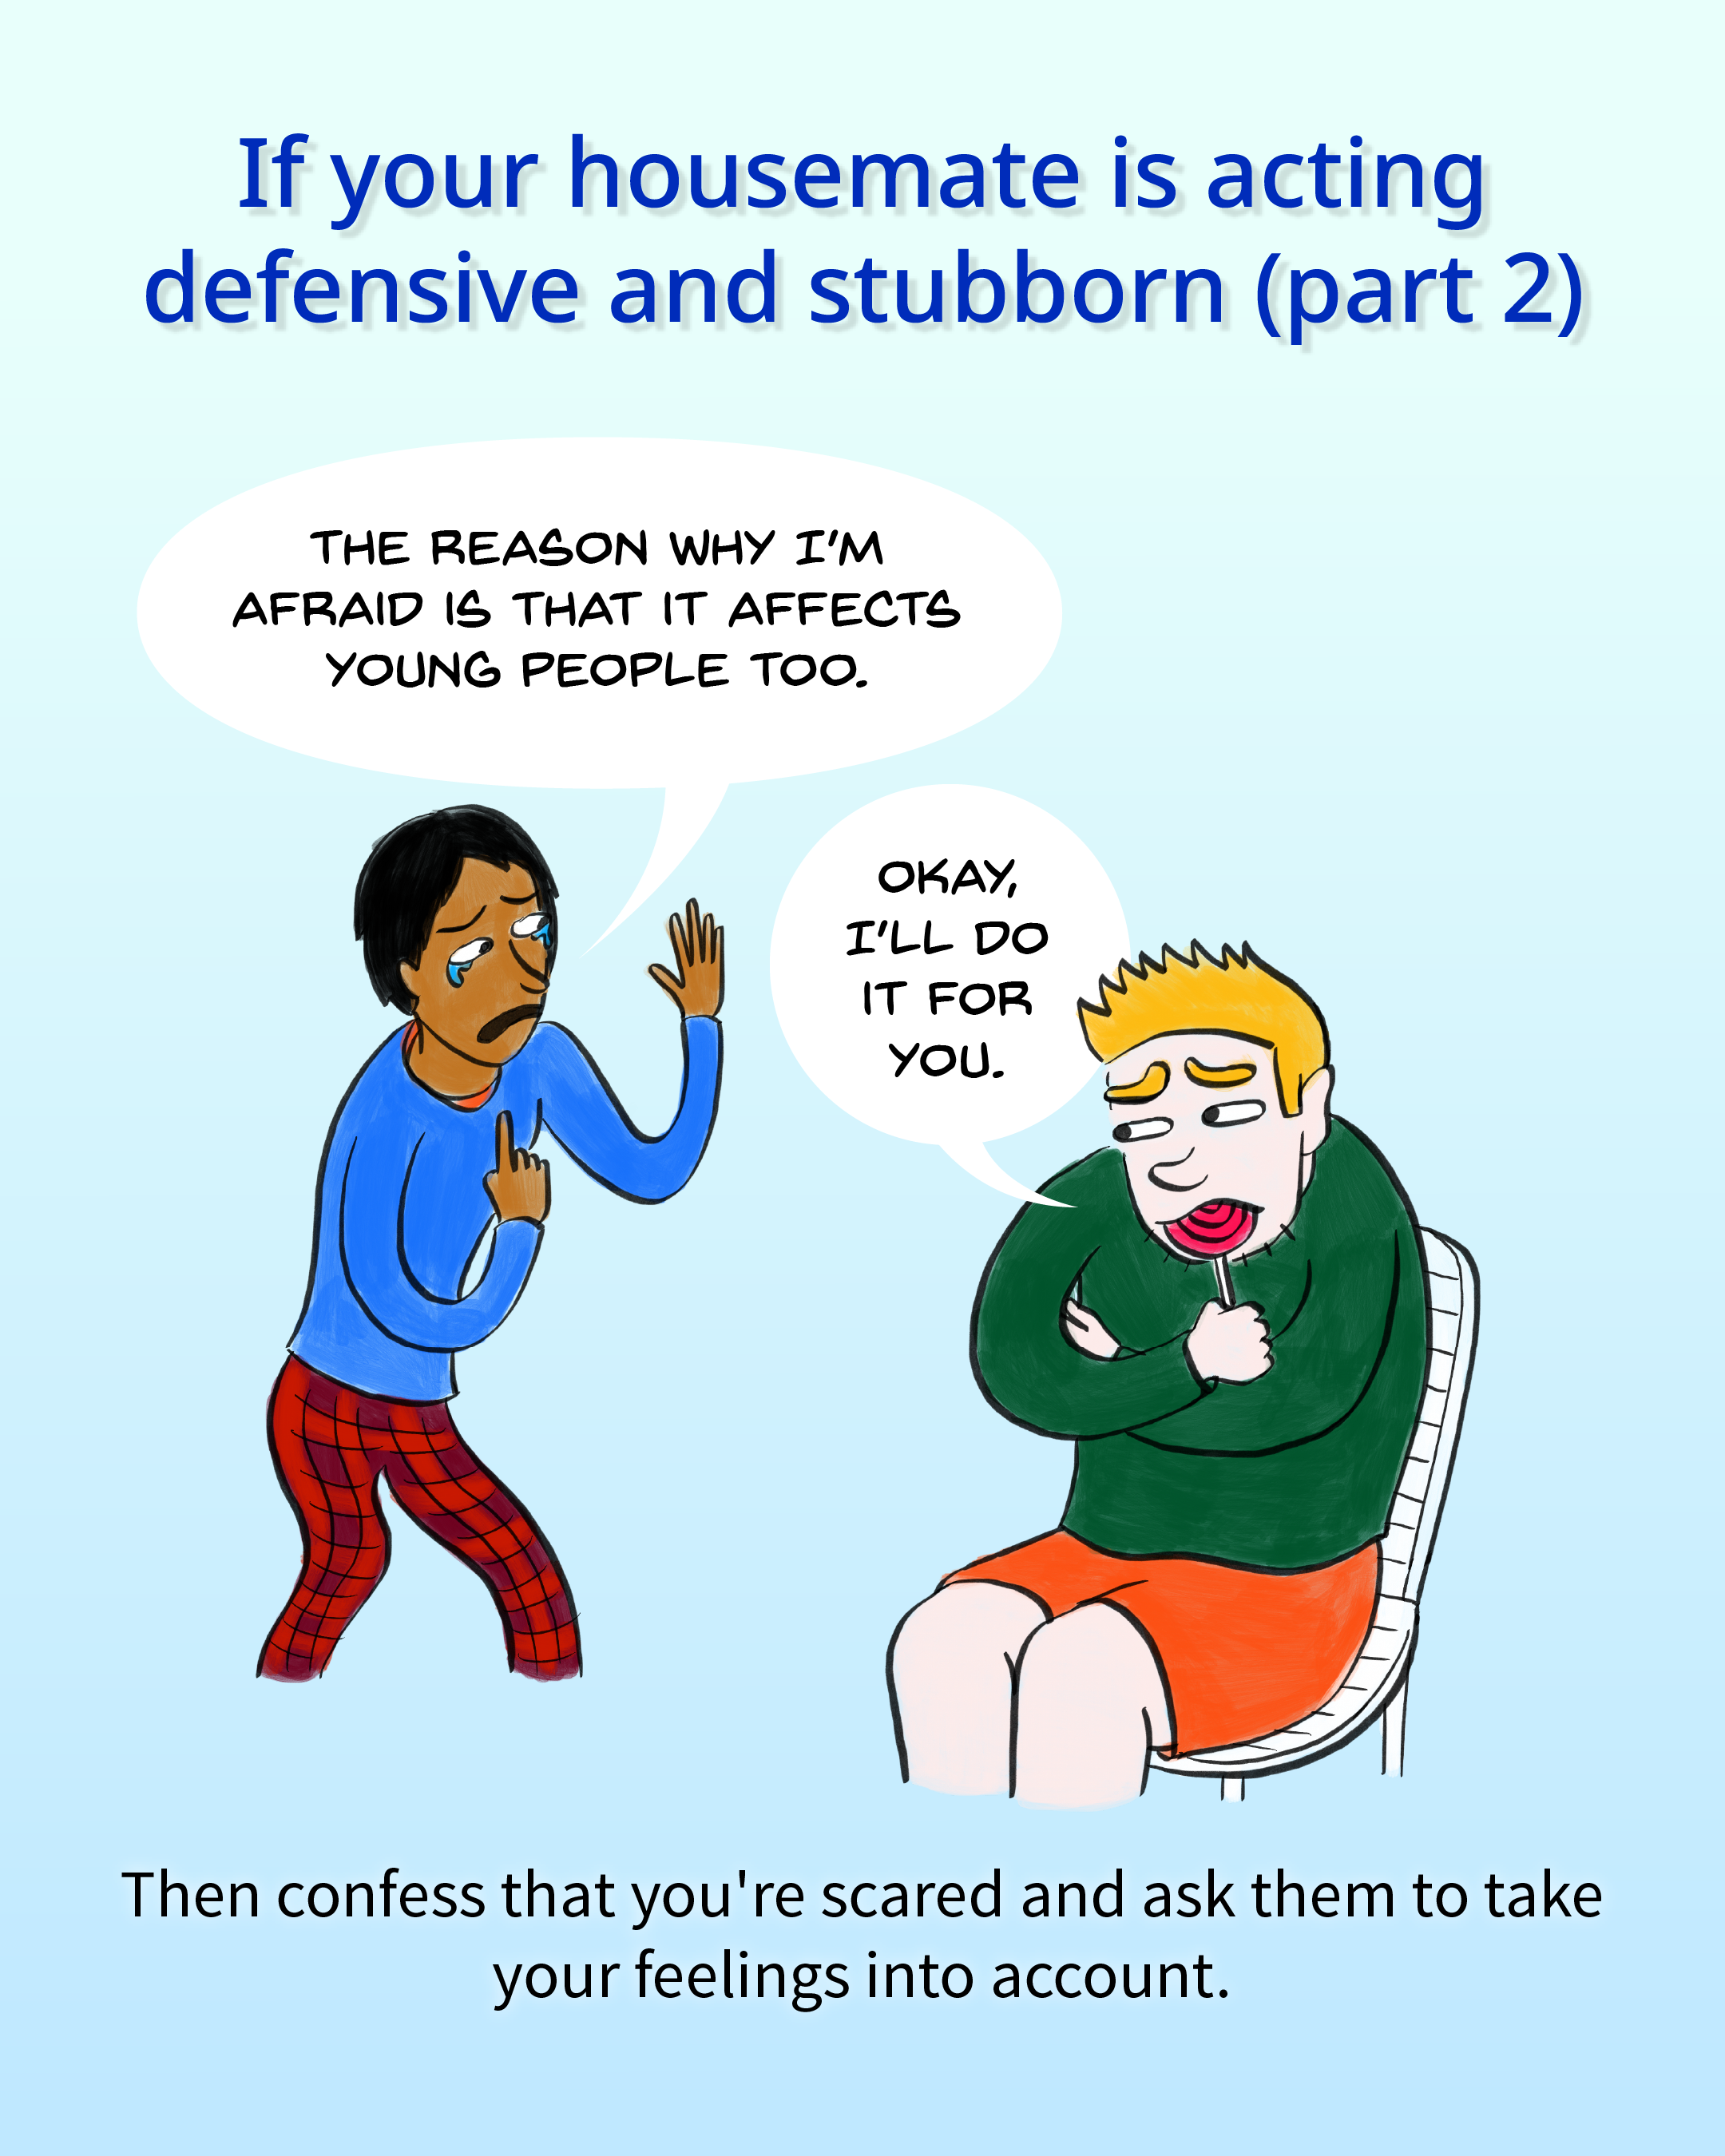 If your housemate is acting
defensive and stubborn (part 2)
THE REASON WHY I'M
AFRAID IS THAT IT AFFECTS
YOUNG PEOPLE TOO.
OKAY,
I'LL DO
IT FOR
YOU.
Then confess that you're scared and ask them to take
your feelings into account.